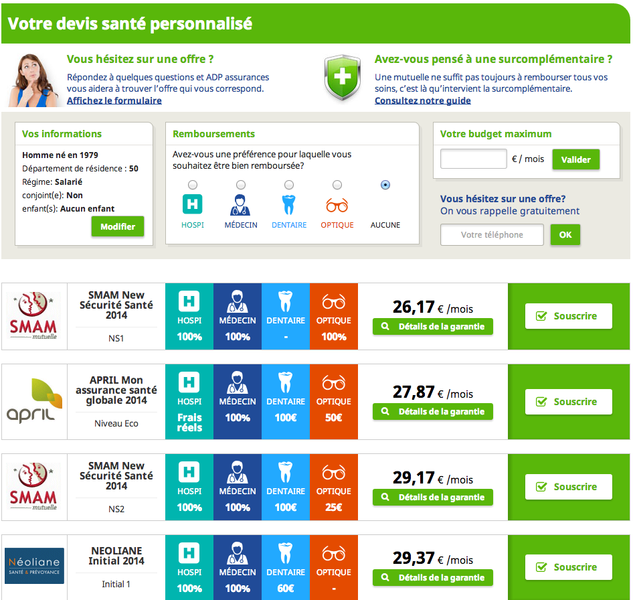 Votre devis santé personnalisé
Vous hésitez sur une offre ?
Répondez à quelques questions et ADP assurances
vous aidera à trouver l'offre qui vous correspond.
Affichez le formulaire
Avez-vous pensé à une surcomplémentaire ?
Une mutuelle ne suffit pas toujours à rembourser tous vos
soins, c'est là qu'intervient la surcomplémentaire.
Consultez notre guide
Vos informations
Homme né en 1979
Département de résidence : 50
Régime: Salarié
conjoint(e): Non
enfant(s): Aucun enfant
Modifier
Remboursements
Avez-vous une préférence pour laquelle vous
souhaitez être bien remboursée?
HOSPI MÉDECIN DENTAIRE OPTIQUE AUCUNE
Votre budget maximum
€ / mois Valider
Vous hésitez sur une offre?
On vous rappelle gratuitement
Votre téléphone OK
SMAM mutuelle
SMAM New
Sécurité Santé
2014
NS1
HOSPI MÉDECIN DENTAIRE OPTIQUE
100% 100% - 100%
26,17 € /mois
Détails de la garantie
Souscrire
april
APRIL Mon
assurance santé
globale 2014
Niveau Eco
HOSPI MÉDECIN DENTAIRE OPTIQUE
Frais
réels 100% 100€ 50€
27,87 € /mois
Détails de la garantie
Souscrire
SMAM mutuelle
SMAM New
Sécurité Santé
2014
NS2
HOSPI MÉDECIN DENTAIRE OPTIQUE
100% 100% 100€ 25€
29,17 € /mois
Détails de la garantie
Souscrire
Néoliane
SANTÉ & PRÉVOYANCE
NEOLIANE
Initial 2014
Initial 1
HOSPI MÉDECIN DENTAIRE OPTIQUE
100% 100% 60€ -
29,37 € /mois
Détails de la garantie
Souscrire